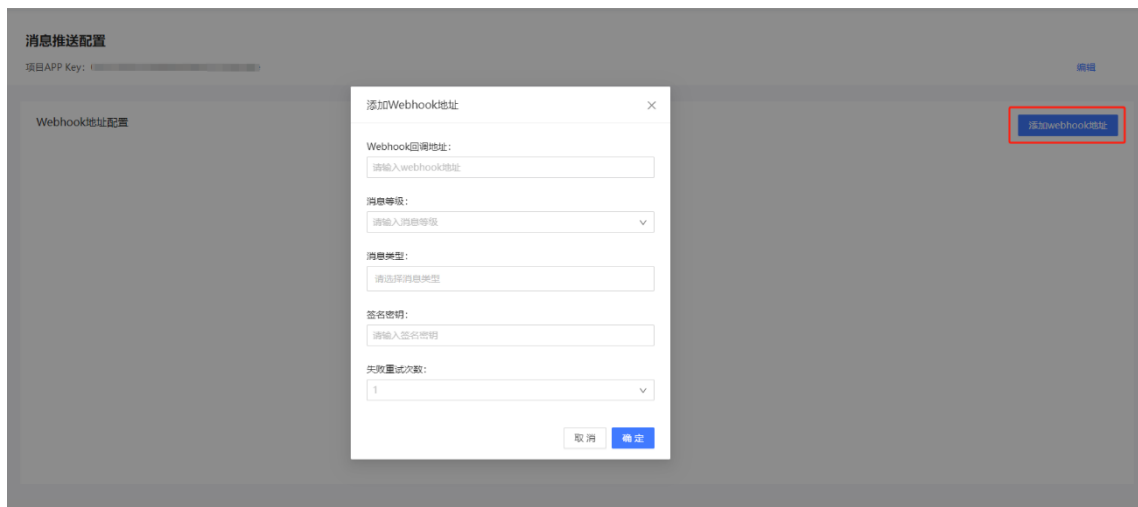 消息推送配置
项目APP Key:
编辑
Webhook地址配置
添加webhook地址
添加Webhook地址
Webhook回调地址:
请输入webhook地址
消息等级:
请输入消息等级
消息类型:
请选择消息类型
签名密钥:
请输入签名密钥
失败重试次数:
1
取 消
确 定